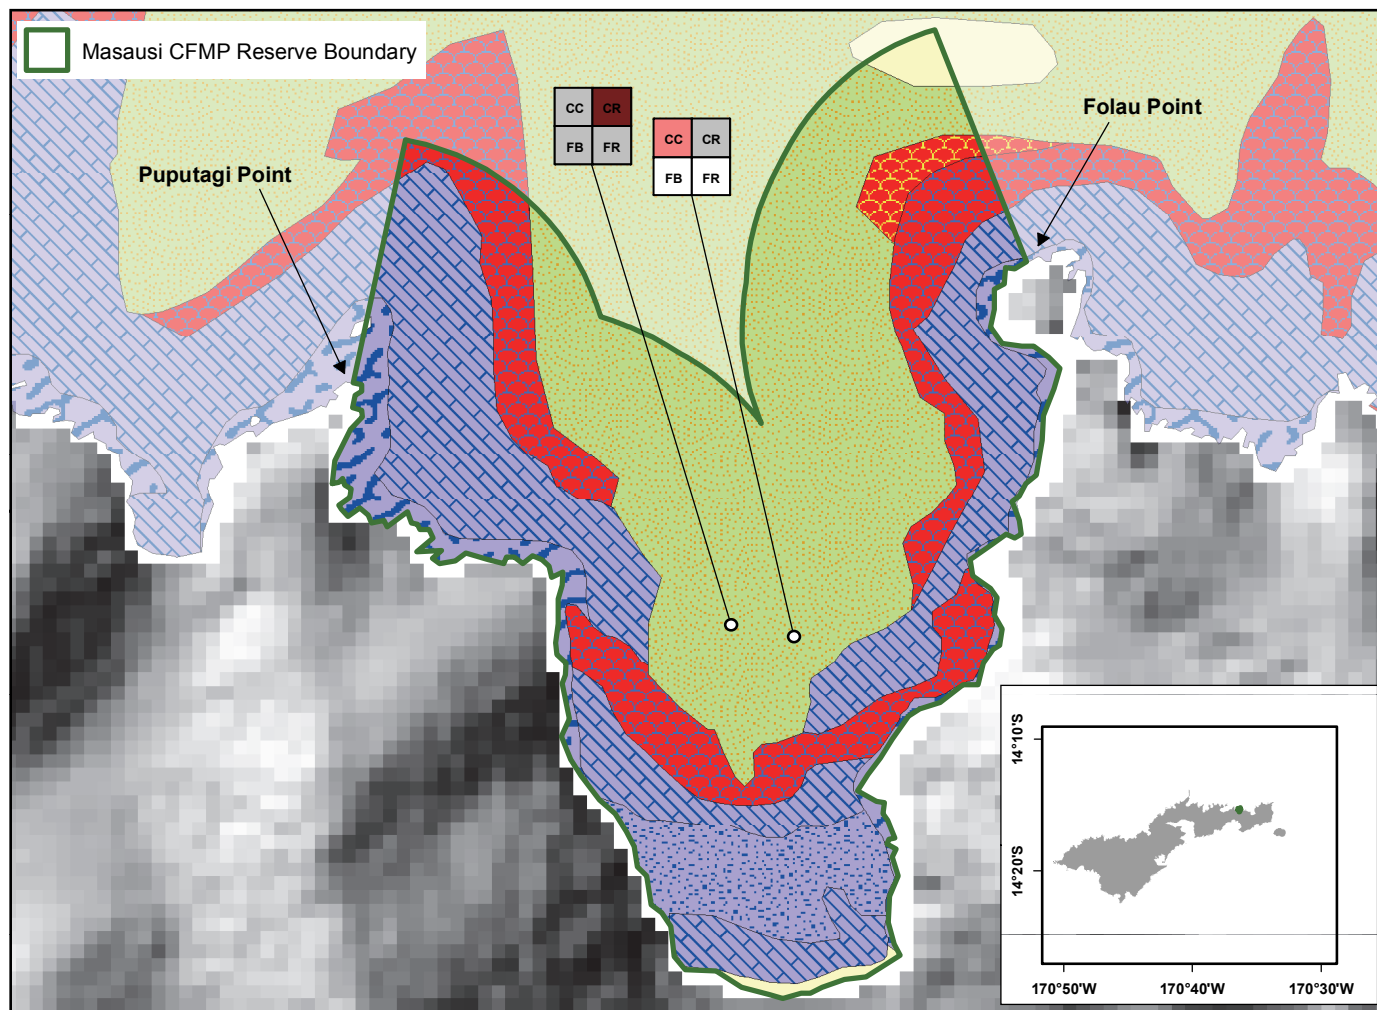 Masausi CFMP Reserve Boundary
CC CR
FB FR
CC CR
FB FR
Folau Point
Puputagi Point
14°10'S
14°20'S
170°50'W 170°40'W 170°30'W